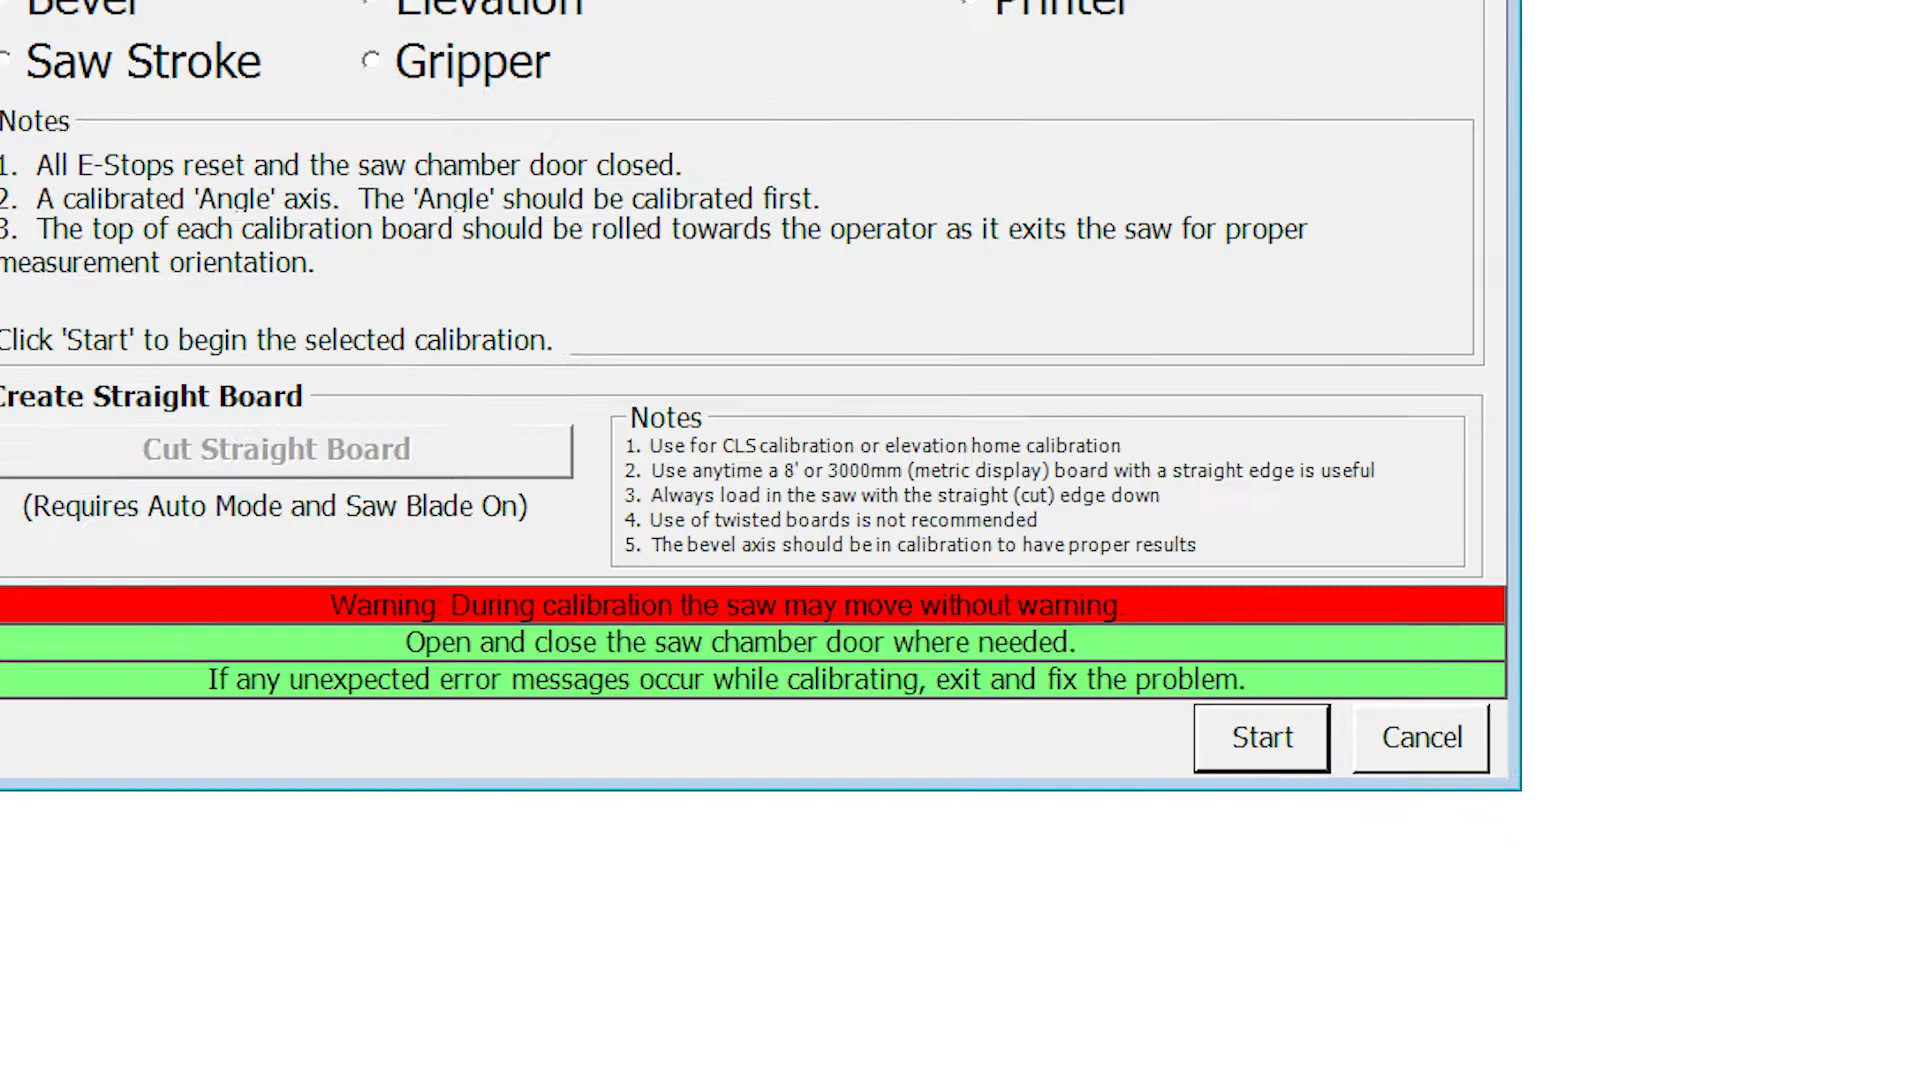 Bevel Elevation Printer
Saw Stroke Gripper
Notes
1. All E-Stops reset and the saw chamber door closed.
2. A calibrated 'Angle' axis. The 'Angle' should be calibrated first.
3. The top of each calibration board should be rolled towards the operator as it exits the saw for proper
measurement orientation.
Click 'Start' to begin the selected calibration.
Create Straight Board
Cut Straight Board
(Requires Auto Mode and Saw Blade On)
Notes
1. Use for CLS calibration or elevation home calibration
2. Use anytime a 8' or 3000mm (metric display) board with a straight edge is useful
3. Always load in the saw with the straight (cut) edge down
4. Use of twisted boards is not recommended
5. The bevel axis should be in calibration to have proper results
Warning: During calibration the saw may move without warning.
Open and close the saw chamber door where needed.
If any unexpected error messages occur while calibrating, exit and fix the problem.
Start Cancel